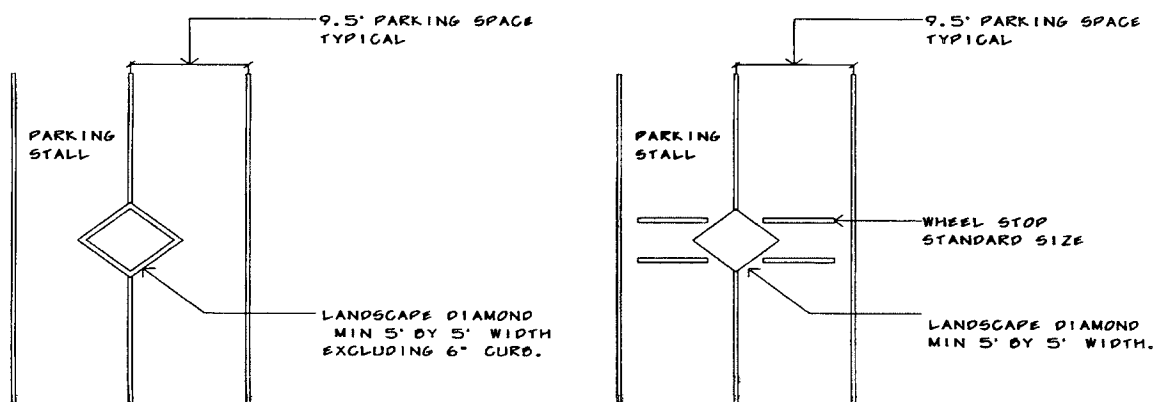 9.5' PARKING SPACE
TYPICAL
PARKING
STALL
LANDSCAPE DIAMOND
MIN 5' BY 5' WIDTH
EXCLUDING 6" CURB.
9.5' PARKING SPACE
TYPICAL
PARKING
STALL
WHEEL STOP
STANDARD SIZE
LANDSCAPE DIAMOND
MIN 5' BY 5' WIDTH.